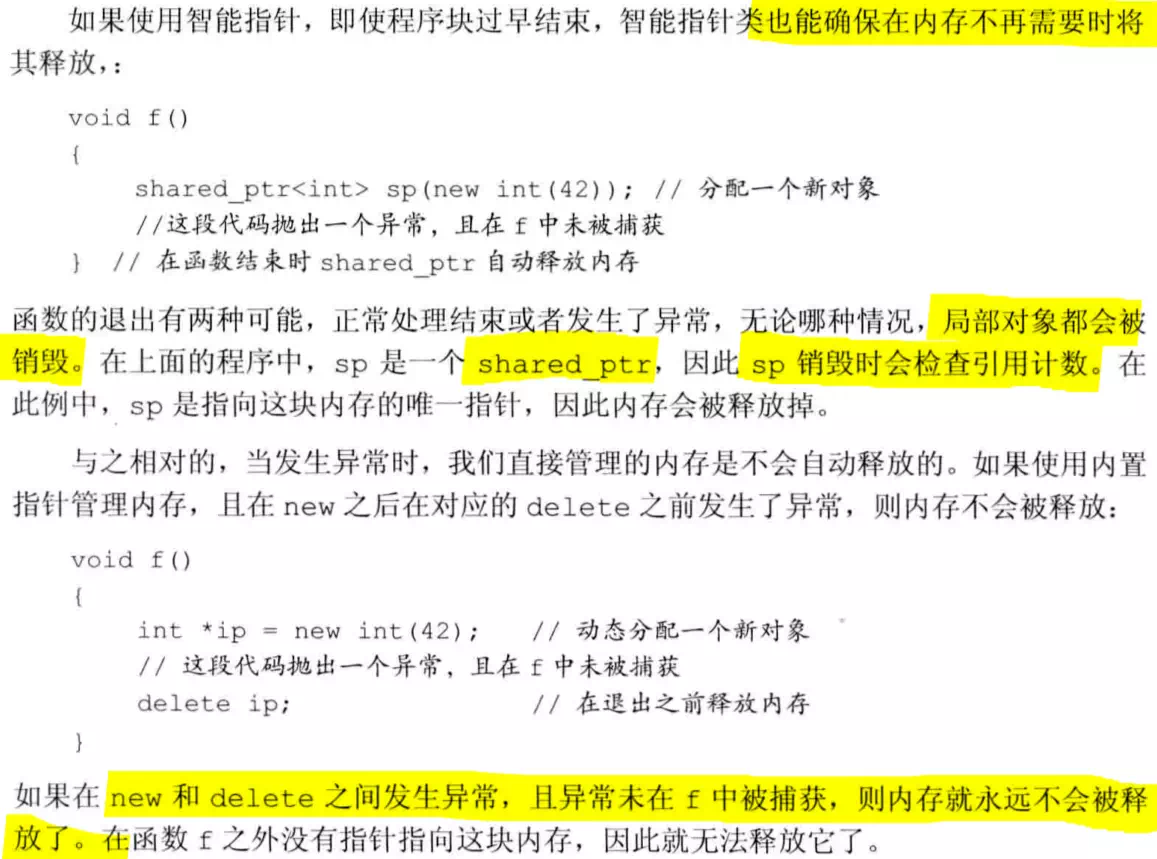 如果使用智能指针，即使程序块过早结束，智能指针类也能确保在内存不再需要时将
其释放，：
void f()
{
shared_ptr<int> sp(new int(42)); // 分配一个新对象
//这段代码抛出一个异常，且在 f 中未被捕获
} // 在函数结束时 shared_ptr 自动释放内存
函数的退出有两种可能，正常处理结束或者发生了异常，无论哪种情况，局部对象都会被
销毁。在上面的程序中，sp 是一个 shared_ptr，因此 sp 销毁时会检查引用计数。在
此例中，sp 是指向这块内存的唯一指针，因此内存会被释放掉。
与之相对的，当发生异常时，我们直接管理的内存是不会自动释放的。如果使用内置
指针管理内存，且在 new 之后在对应的 delete 之前发生了异常，则内存不会被释放：
void f()
{
int *ip = new int(42); // 动态分配一个新对象
// 这段代码抛出一个异常，且在 f 中未被捕获
delete ip; // 在退出之前释放内存
}
如果在 new 和 delete 之间发生异常，且异常未在 f 中被捕获，则内存就永远不会被释
放了。在函数 f 之外没有指针指向这块内存，因此就无法释放它了。